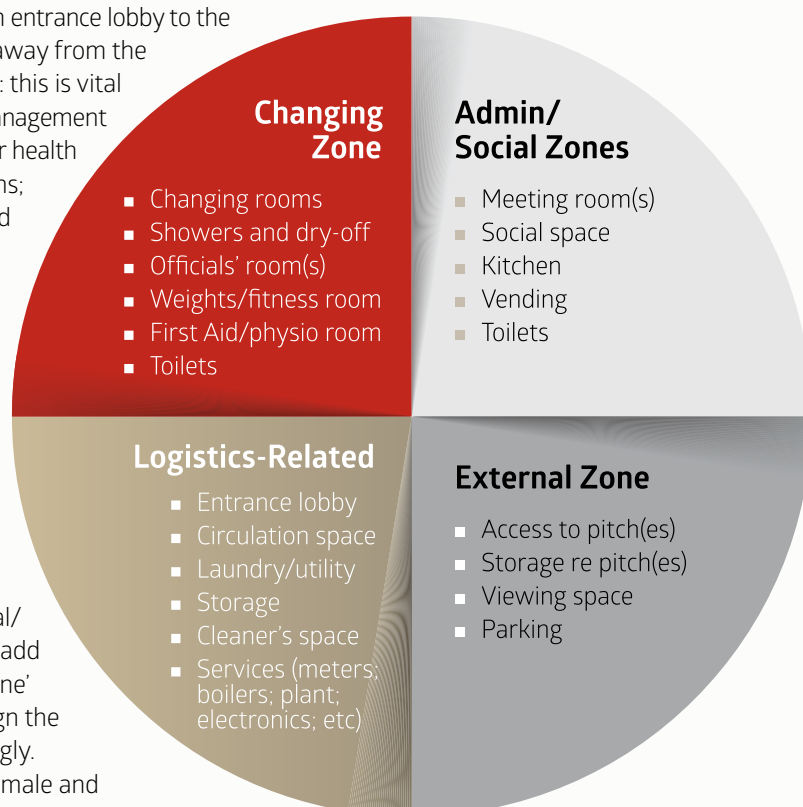 n entrance lobby to the
away from the
: this is vital
anagement
r health
ns;
d
Changing
Zone
■ Changing rooms
■ Showers and dry-off
■ Officials’ room(s)
■ Weights/fitness room
■ First Aid/physio room
■ Toilets
Admin/
Social Zones
■ Meeting room(s)
■ Social space
■ Kitchen
■ Vending
■ Toilets
Logistics-Related
■ Entrance lobby
■ Circulation space
■ Laundry/utility
■ Storage
■ Cleaner’s space
■ Services (meters;
boilers; plant;
electronics; etc)
External Zone
■ Access to pitch(es)
■ Storage re pitch(es)
■ Viewing space
■ Parking
al/
add
ne’
gn the
gly.
male and